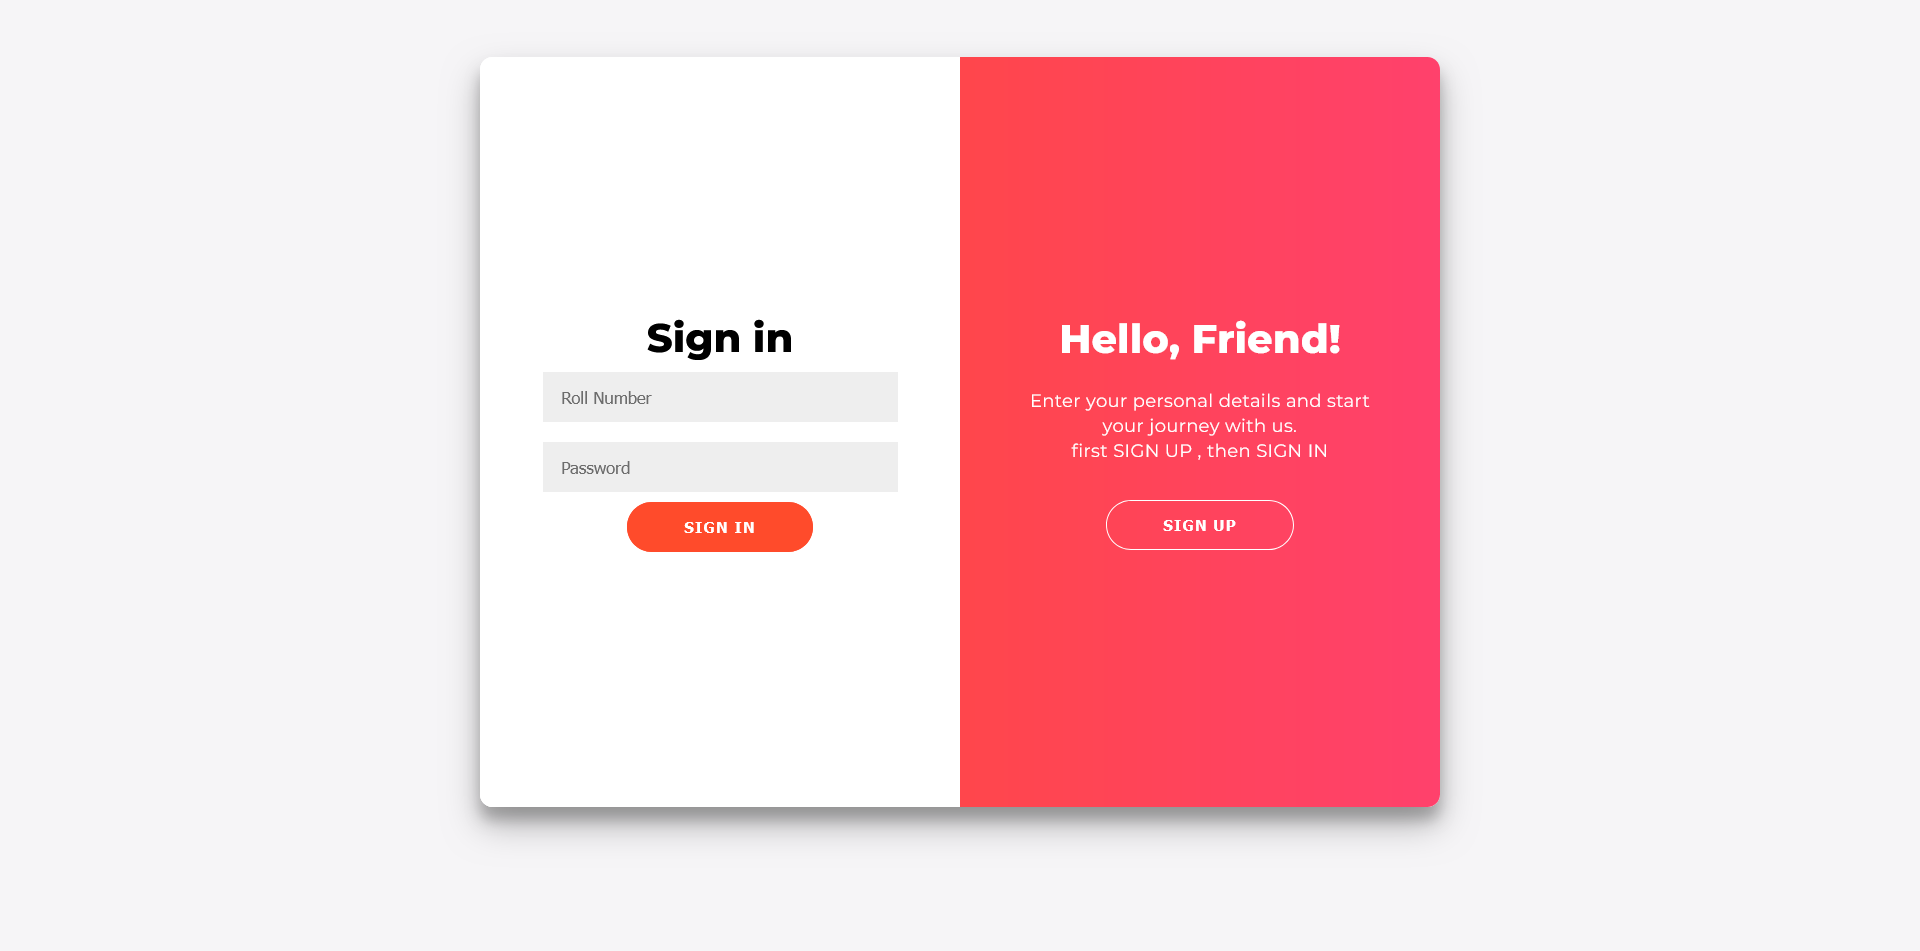 Sign in
Roll Number
Password
SIGN IN
Hello, Friend!
Enter your personal details and start
your journey with us.
first SIGN UP , then SIGN IN
SIGN UP